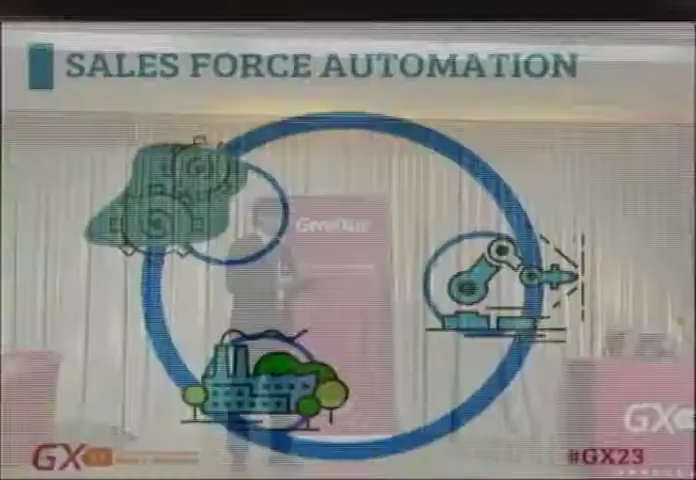 SALES FORCE AUTOMATION
GeneXus
GX
GX
#GX23